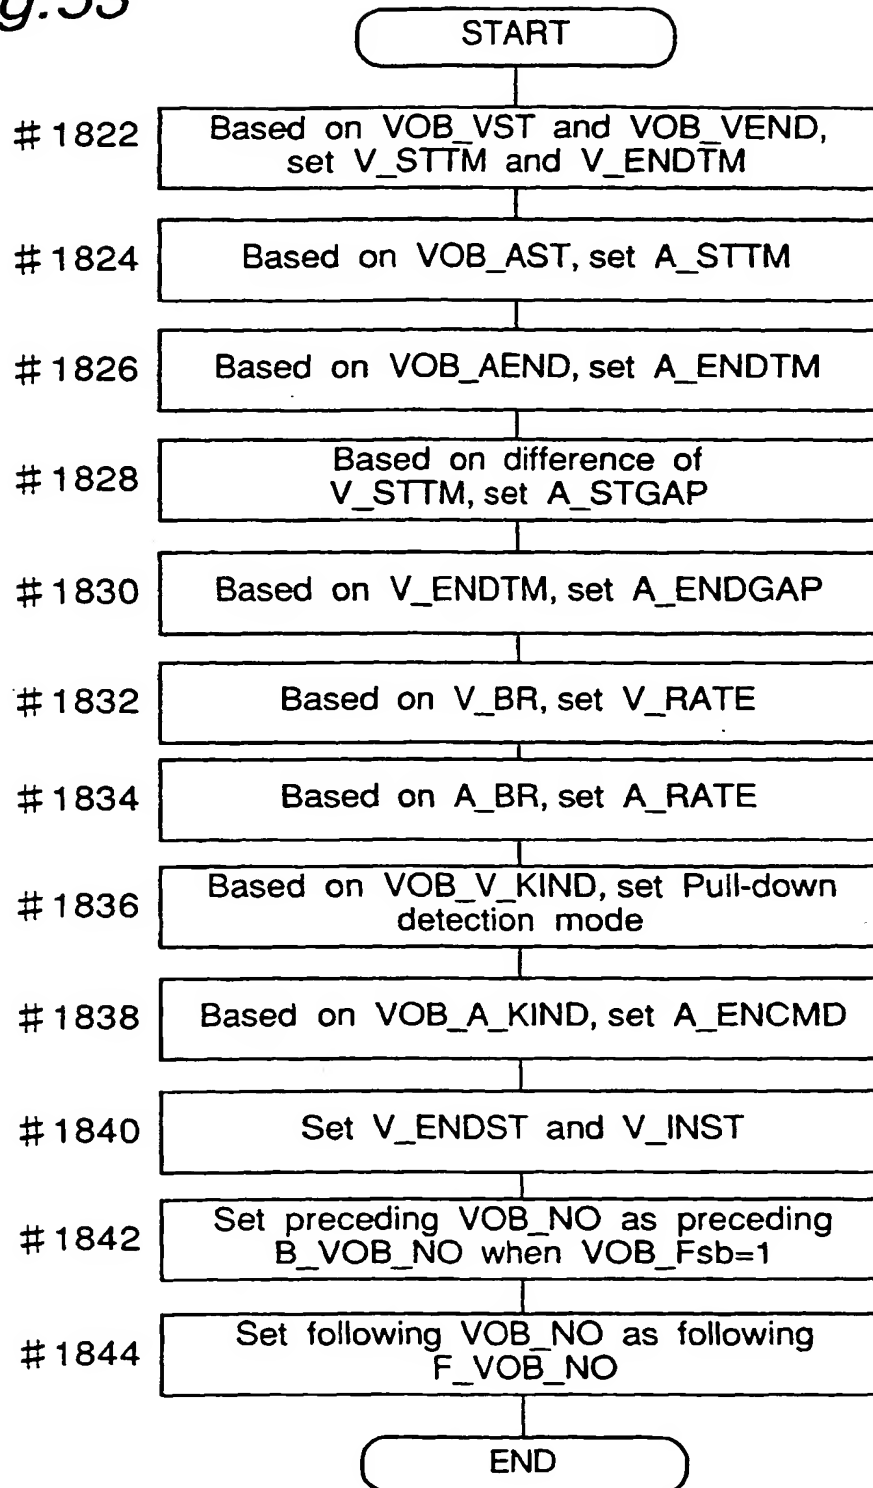 g.53
START
#1822
Based on VOB_VST and VOB_VEND,
set V_STTM and V_ENDTM
#1824
Based on VOB_AST, set A_STTM
#1826
Based on VOB_AEND, set A_ENDTM
#1828
Based on difference of
V_STTM, set A_STGAP
#1830
Based on V_ENDTM, set A_ENDGAP
#1832
Based on V_BR, set V_RATE
#1834
Based on A_BR, set A_RATE
#1836
Based on VOB_V_KIND, set Pull-down
detection mode
#1838
Based on VOB_A_KIND, set A_ENCMD
#1840
Set V_ENDST and V_INST
#1842
Set preceding VOB_NO as preceding
B_VOB_NO when VOB_Fsb=1
#1844
Set following VOB_NO as following
F_VOB_NO
END